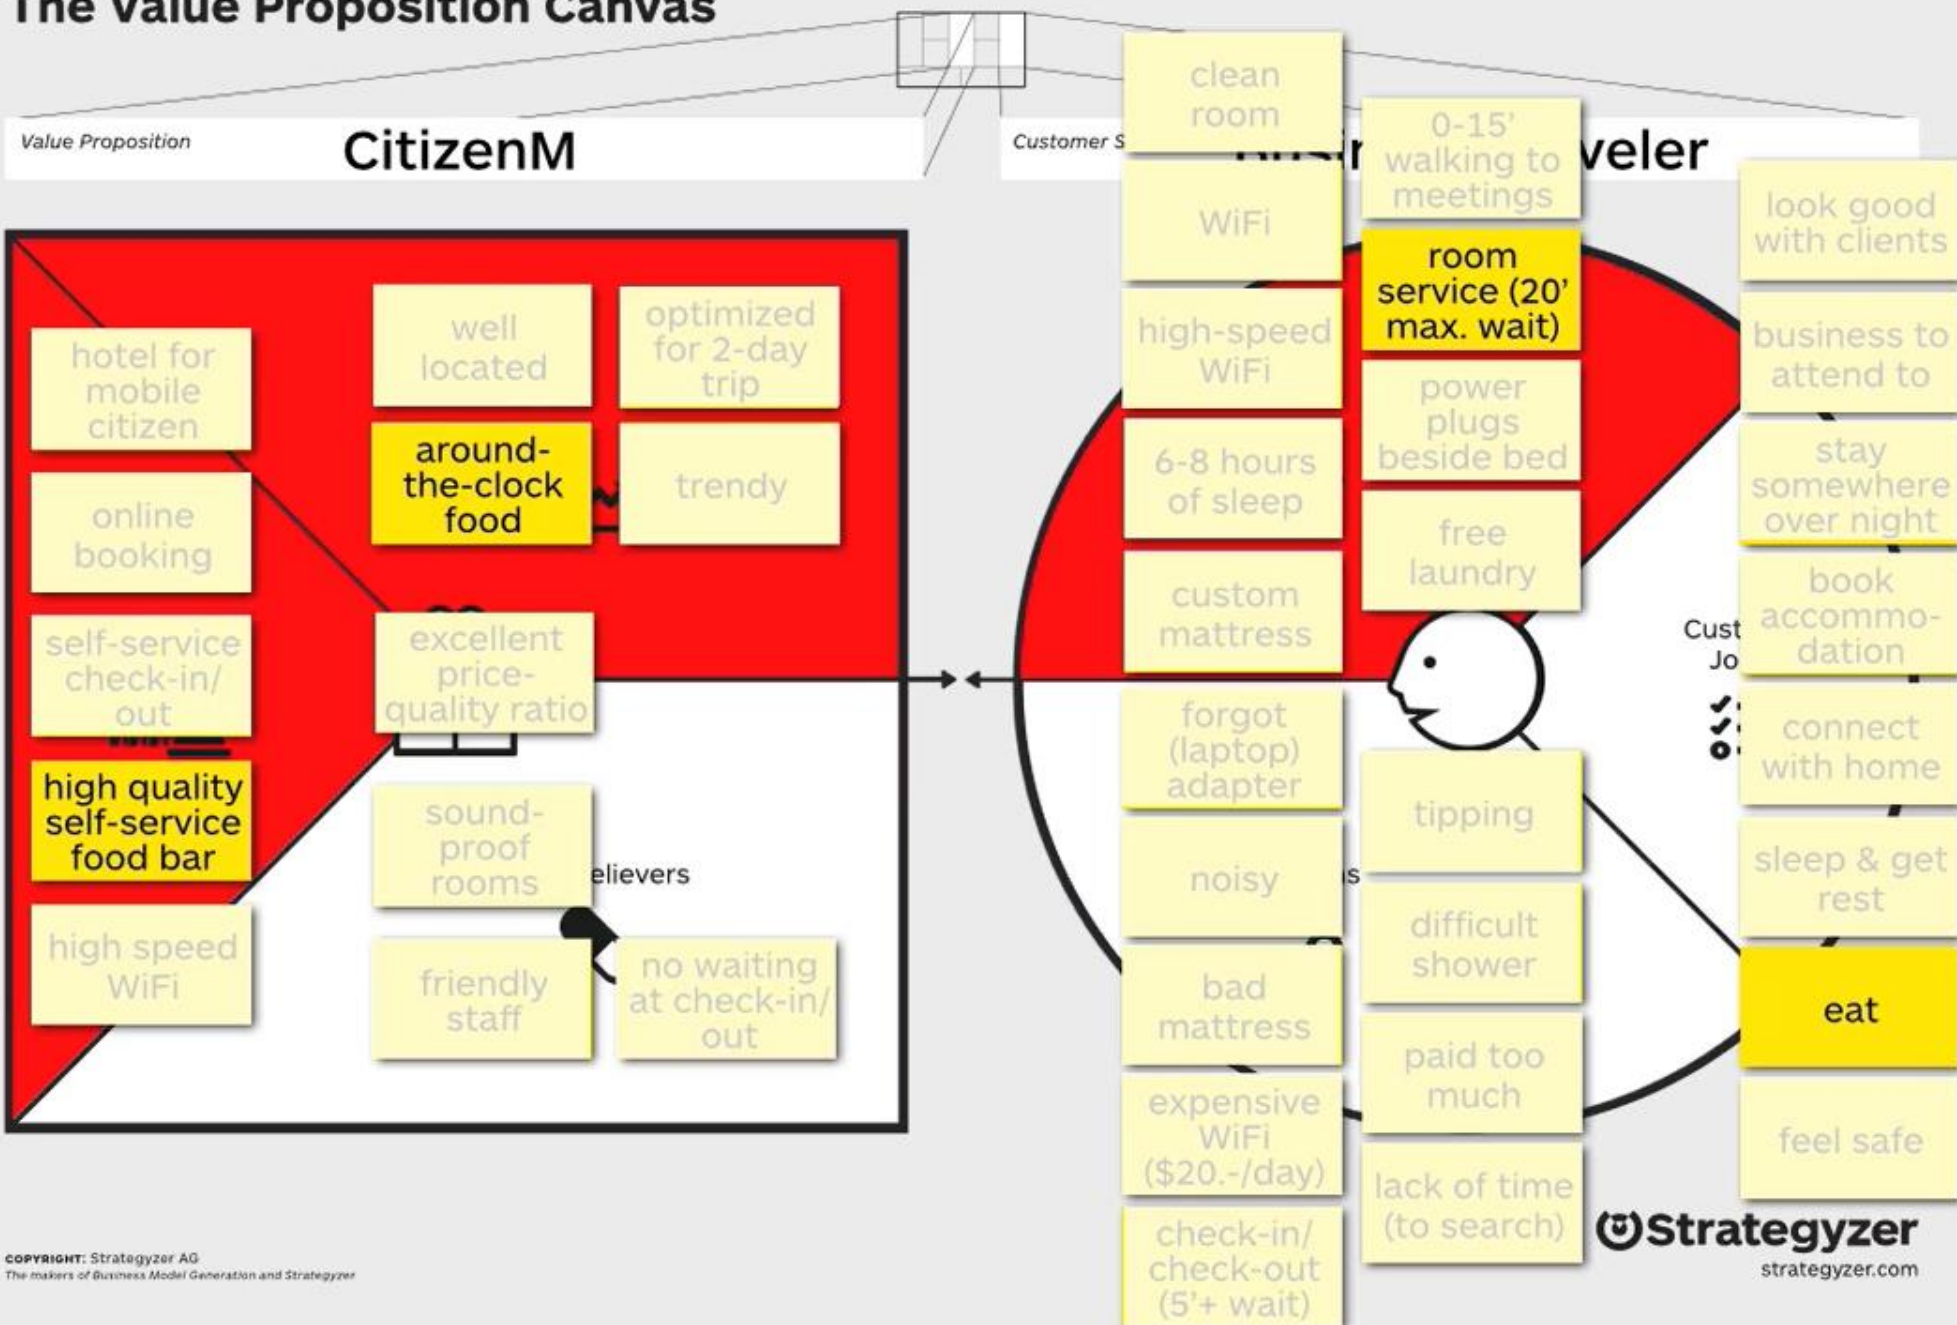 The Value Proposition Canvas
Value Proposition
CitizenM
Customer S
veler
hotel for
mobile
citizen
online
booking
self-service
check-in/
out
high quality
self-service
food bar
high speed
WiFi
well
located
optimized
for 2-day
trip
around-
the-clock
food
trendy
excellent
price-
quality ratio
sound-
proof
rooms
elievers
friendly
staff
no waiting
at check-in/
out
clean
room
WiFi
high-speed
WiFi
6-8 hours
of sleep
custom
mattress
forgot
(laptop)
adapter
noisy
bad
mattress
expensive
WiFi
($20.-/day)
check-in/
check-out
(5'+ wait)
0-15'
walking to
meetings
room
service (20'
max. wait)
power
plugs
beside bed
free
laundry
tipping
difficult
shower
paid too
much
lack of time
(to search)
look good
with clients
business to
attend to
stay
somewhere
over night
Cust
Jo
book
accommo-
dation
connect
with home
sleep & get
rest
eat
feel safe
COPYRIGHT: Strategyzer AG
The makers of Business Model Generation and Strategyzer
Strategyzer
strategyzer.com